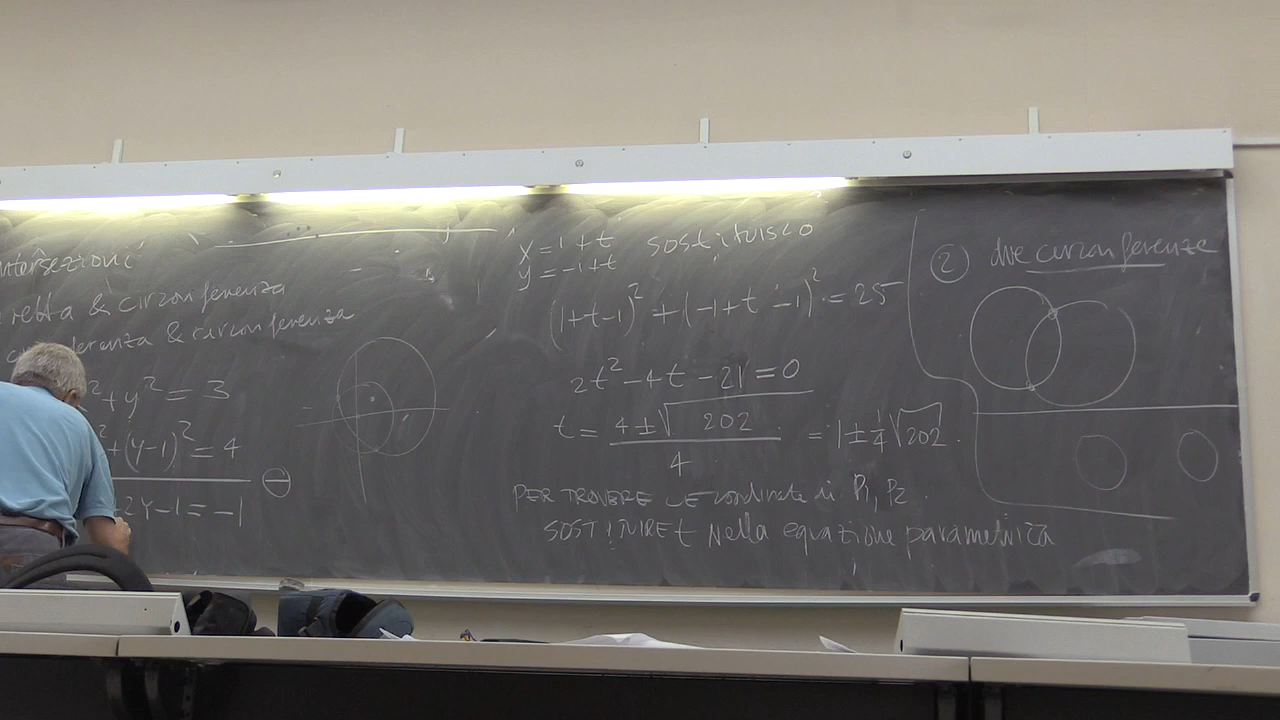 intersezioni
retta & circonferenza
circonferenza & circonferenza
² + y² = 3
² + (y-1)² = 4
2y-1 = -1
x = 1+t sostituisco
y = -1+t
(1+t-1)² + (-1+t-1)² = 25
2t² - 4t - 21 = 0
t = 4 ± √202 / 4 = 1 ± 1/4 √202 .
PER TROVARE LE coordinate di P1, P2 .
SOSTITUIRE t nella equazione parametrica
② due circonferenze